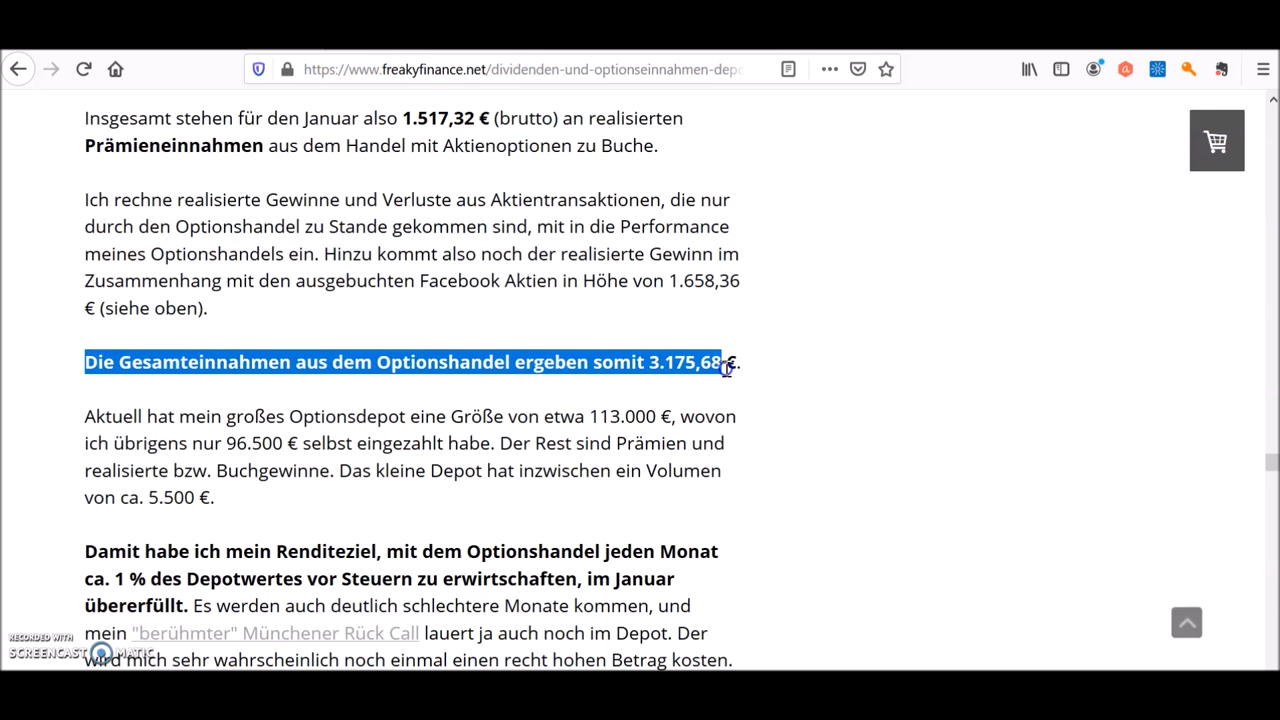 https://www.freakyfinance.net/dividenden-und-optionseinnahmen-depo
Insgesamt stehen für den Januar also 1.517,32 € (brutto) an realisierten
Prämieneinnahmen aus dem Handel mit Aktienoptionen zu Buche.
Ich rechne realisierte Gewinne und Verluste aus Aktientransaktionen, die nur
durch den Optionshandel zu Stande gekommen sind, mit in die Performance
meines Optionshandels ein. Hinzu kommt also noch der realisierte Gewinn im
Zusammenhang mit den ausgebuchten Facebook Aktien in Höhe von 1.658,36
€ (siehe oben).
Die Gesamteinnahmen aus dem Optionshandel ergeben somit 3.175,68 €.
Aktuell hat mein großes Optionsdepot eine Größe von etwa 113.000 €, wovon
ich übrigens nur 96.500 € selbst eingezahlt habe. Der Rest sind Prämien und
realisierte bzw. Buchgewinne. Das kleine Depot hat inzwischen ein Volumen
von ca. 5.500 €.
Damit habe ich mein Renditeziel, mit dem Optionshandel jeden Monat
ca. 1 % des Depotwertes vor Steuern zu erwirtschaften, im Januar
übererfüllt. Es werden auch deutlich schlechtere Monate kommen, und
mein "berühmter" Münchener Rück Call lauert ja auch noch im Depot. Der
wird mich sehr wahrscheinlich noch einmal einen recht hohen Betrag kosten.
RECORDED WITH
SCREENCAST MATIC